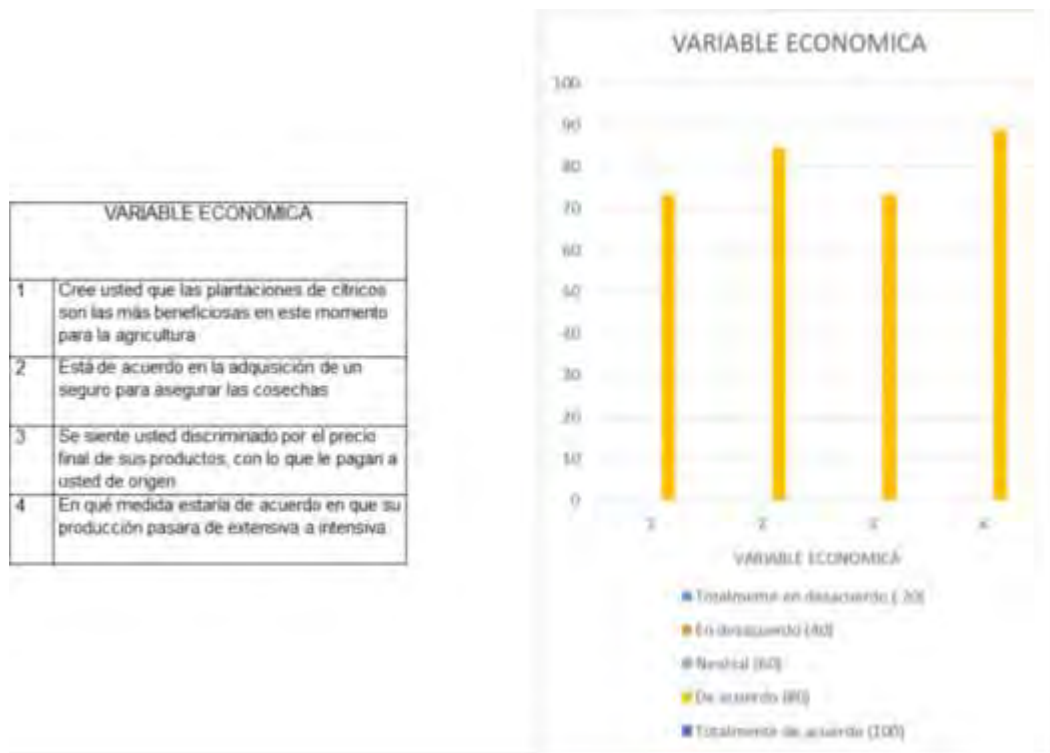 VARIABLE ECONOMICA
1 Cree usted que las plantaciones de cítricos
son las más beneficiosas en este momento
para la agricultura
2 Está de acuerdo en la adquisición de un
seguro para asegurar las cosechas
3 Se siente usted discriminado por el precio
final de sus productos, con lo que le pagan a
usted de origen
4 En qué medida estaría de acuerdo en que su
producción pasara de extensiva a intensiva
VARIABLE ECONOMICA
100
90
80
70
60
50
40
30
20
10
0
1 2 3 4
VARIABLE ECONOMICA
Totalmente en desacuerdo ( 20)
En desacuerdo (40)
Neutral (60)
De acuerdo (80)
Totalmente de acuerdo (100)